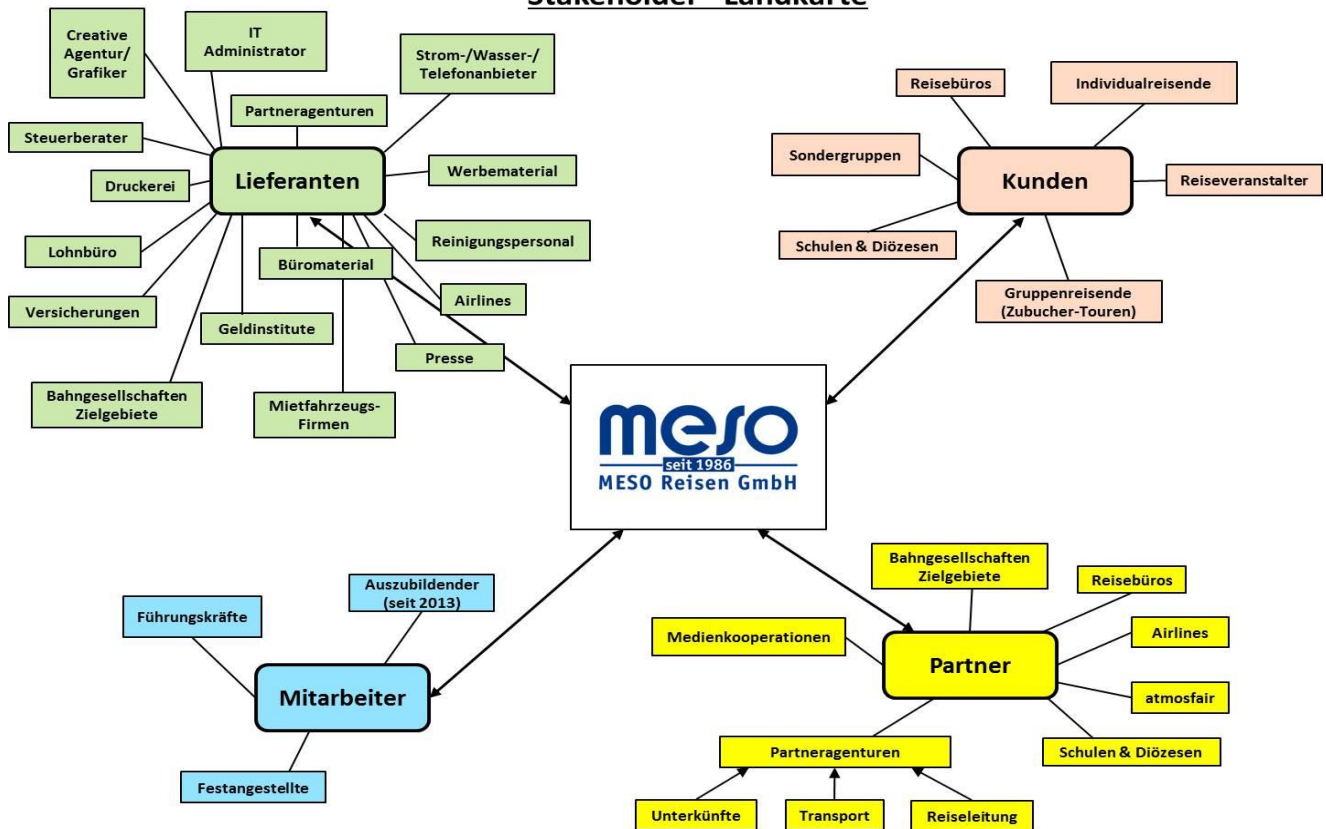 Stakeholder - Landkarte
Creative
Agentur/
Grafiker
IT
Administrator
Strom-/Wasser-/
Telefonanbieter
Partneragenturen
Steuerberater
Lieferanten
Werbematerial
Druckerei
Reinigungspersonal
Lohnbüro
Büromaterial
Airlines
Versicherungen
Geldinstitute
Presse
Bahngesellschaften
Zielgebiete
Mietfahrzeugs-
Firmen
Reisebüros
Individualreisende
Sondergruppen
Kunden
Reiseveranstalter
Schulen & Diözesen
Gruppenreisende
(Zubucher-Touren)
meso
seit 1986
MESO Reisen GmbH
Auszubildender
(seit 2013)
Führungskräfte
Mitarbeiter
Festangestellte
Bahngesellschaften
Zielgebiete
Reisebüros
Medienkooperationen
Airlines
Partner
atmosfair
Partneragenturen
Schulen & Diözesen
Unterkünfte
Transport
Reiseleitung